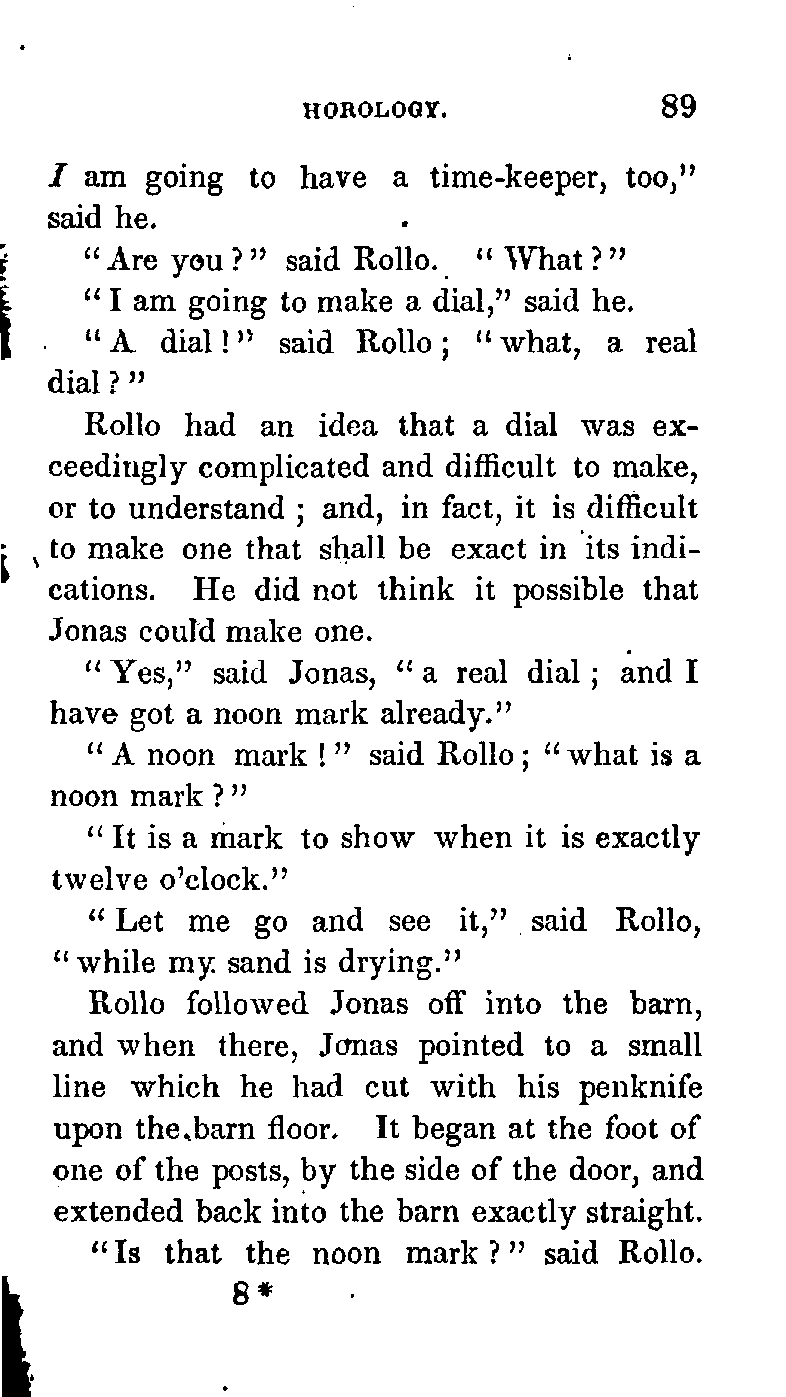 HOROLOGY. 89
I am going to have a time-keeper, too,"
said he.
"Are you?" said Rollo. "What?"
"I am going to make a dial," said he.
"A dial!" said Rollo; "what, a real
dial?"
Rollo had an idea that a dial was ex-
ceedingly complicated and difficult to make,
or to understand; and, in fact, it is difficult
to make one that shall be exact in its indi-
cations. He did not think it possible that
Jonas could make one.
"Yes," said Jonas, "a real dial; and I
have got a noon mark already."
"A noon mark!" said Rollo; "what is a
noon mark?"
"It is a mark to show when it is exactly
twelve o'clock."
"Let me go and see it," said Rollo,
"while my sand is drying."
Rollo followed Jonas off into the barn,
and when there, Jonas pointed to a small
line which he had cut with his penknife
upon the barn floor. It began at the foot of
one of the posts, by the side of the door, and
extended back into the barn exactly straight.
"Is that the noon mark?" said Rollo.
8*